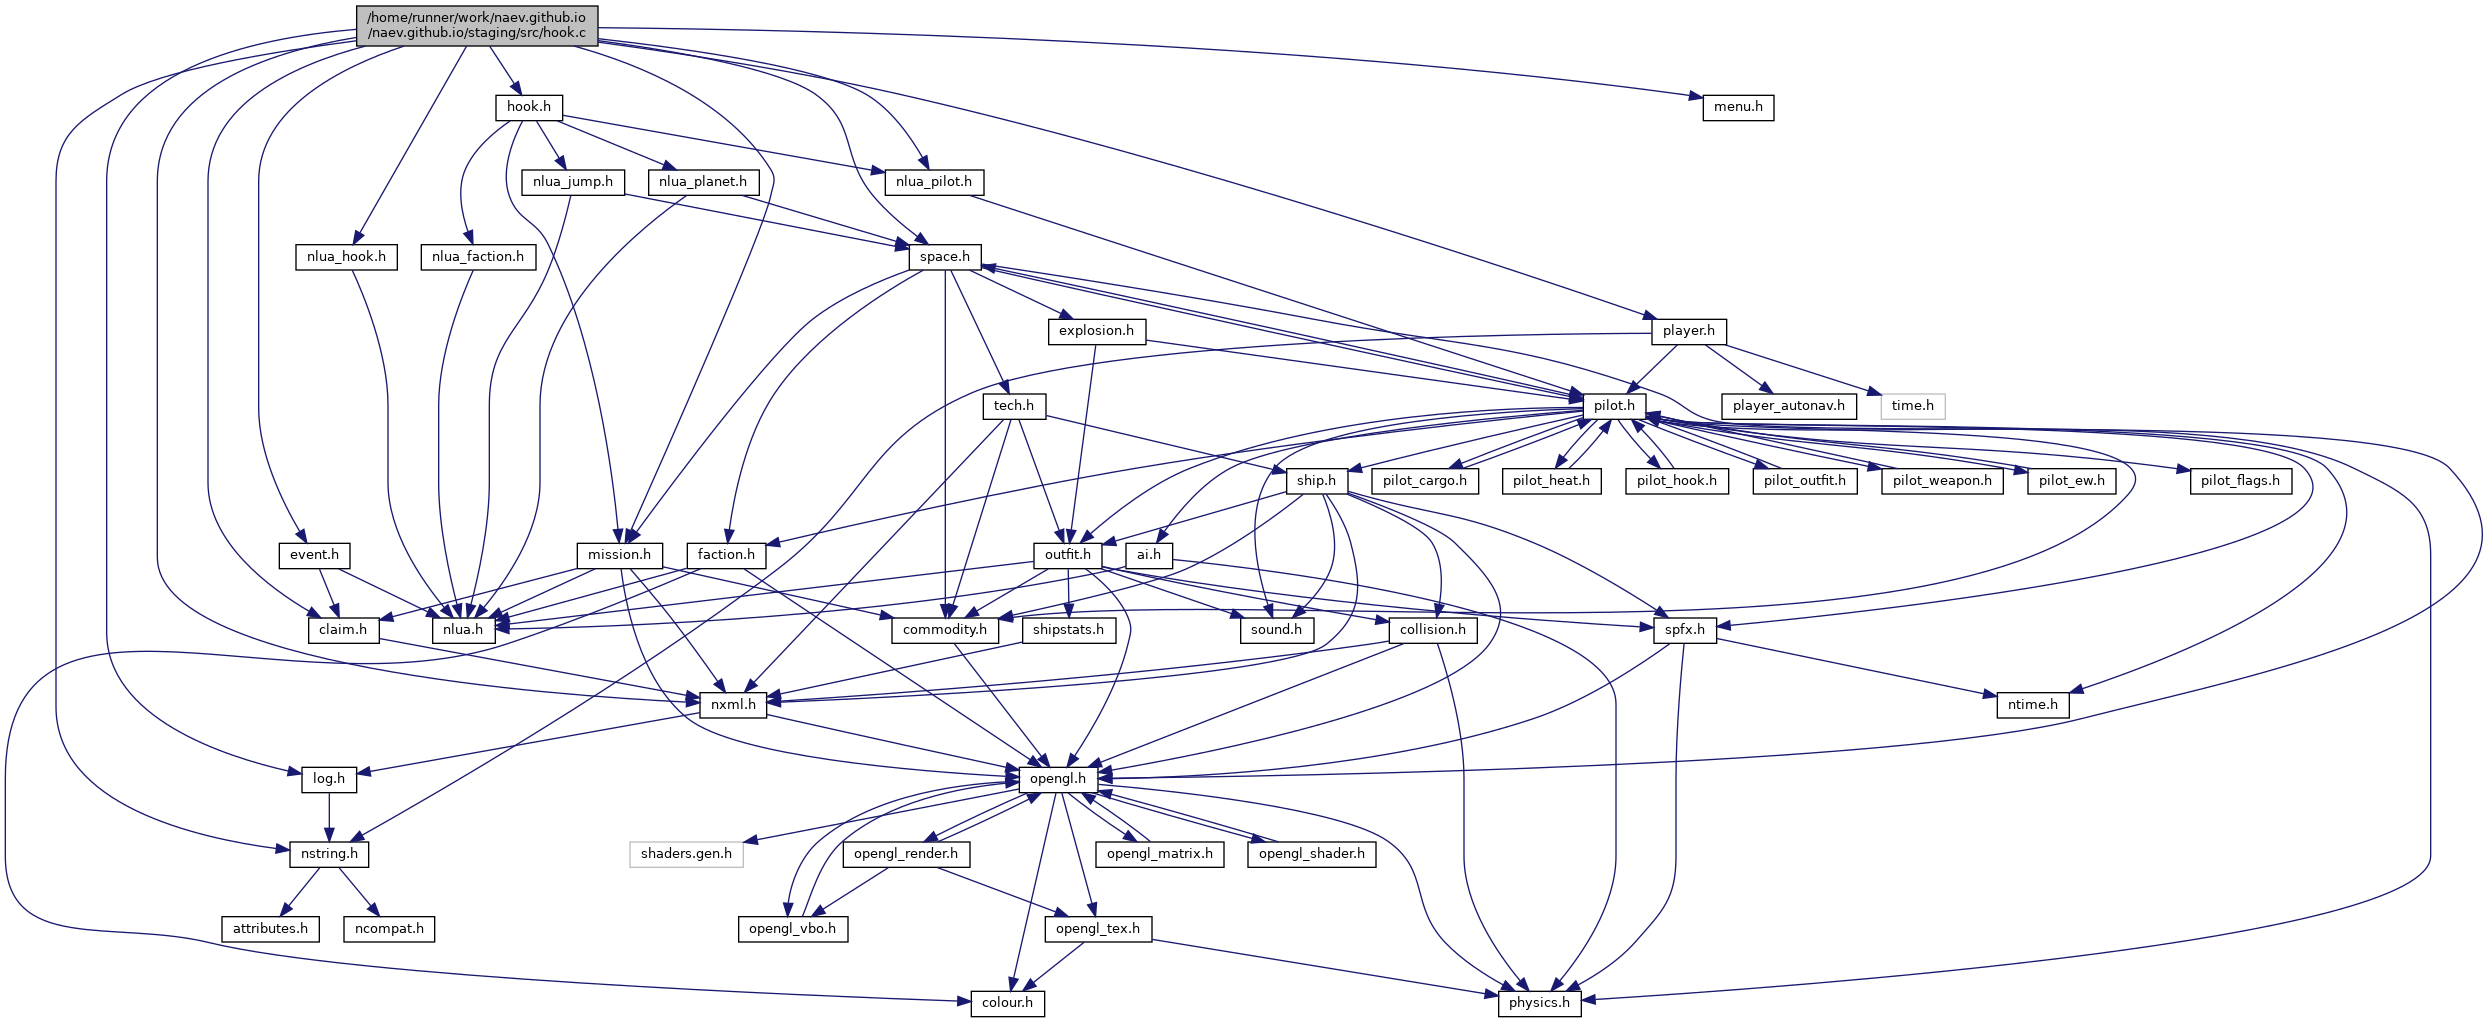 /home/runner/work/naev.github.io
/naev.github.io/staging/src/hook.c
hook.h
menu.h
nlua_jump.h
nlua_planet.h
nlua_pilot.h
nlua_hook.h
nlua_faction.h
space.h
explosion.h
player.h
tech.h
pilot.h
player_autonav.h
time.h
ship.h
pilot_cargo.h
pilot_heat.h
pilot_hook.h
pilot_outfit.h
pilot_weapon.h
pilot_ew.h
pilot_flags.h
event.h
mission.h
faction.h
outfit.h
ai.h
claim.h
nlua.h
commodity.h
shipstats.h
sound.h
collision.h
spfx.h
nxml.h
ntime.h
log.h
opengl.h
nstring.h
shaders.gen.h
opengl_render.h
opengl_matrix.h
opengl_shader.h
attributes.h
ncompat.h
opengl_vbo.h
opengl_tex.h
colour.h
physics.h